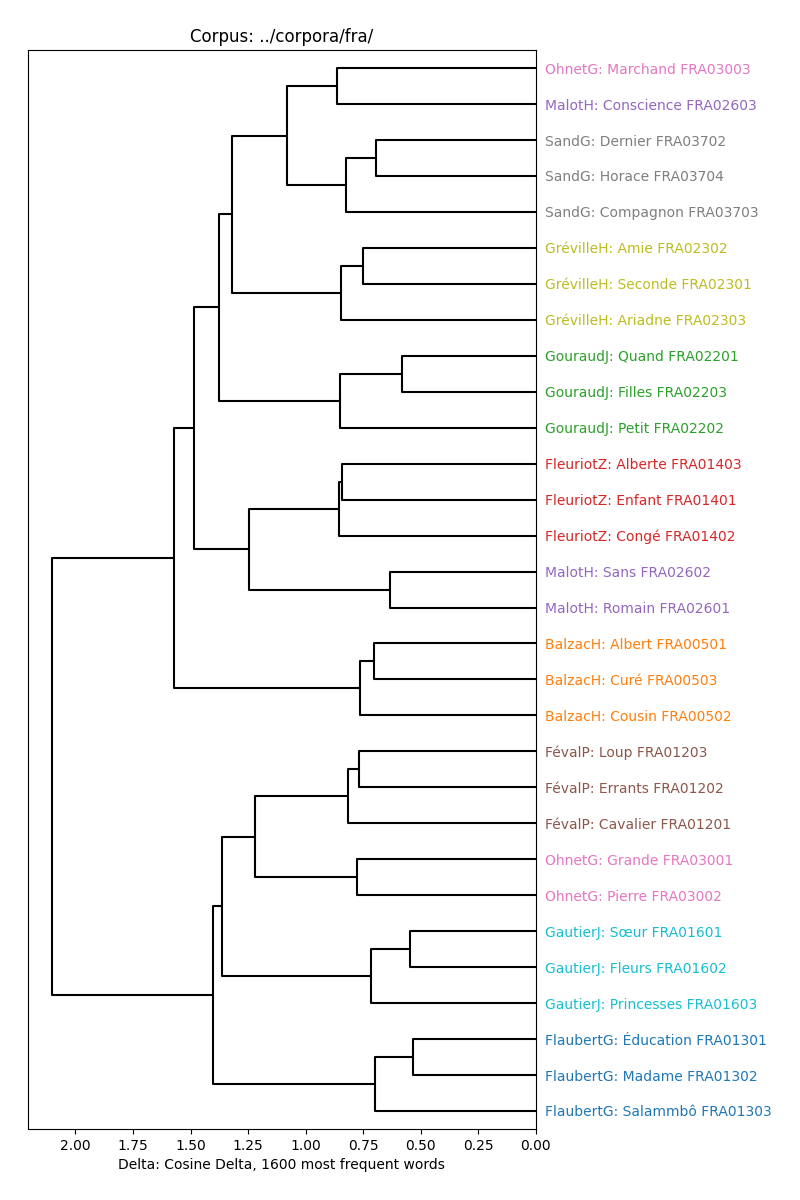 Corpus: ../corpora/fra/
OhnetG: Marchand FRA03003
MalotH: Conscience FRA02603
SandG: Dernier FRA03702
SandG: Horace FRA03704
SandG: Compagnon FRA03703
GrévilleH: Amie FRA02302
GrévilleH: Seconde FRA02301
GrévilleH: Ariadne FRA02303
GouraudJ: Quand FRA02201
GouraudJ: Filles FRA02203
GouraudJ: Petit FRA02202
FleuriotZ: Alberte FRA01403
FleuriotZ: Enfant FRA01401
FleuriotZ: Congé FRA01402
MalotH: Sans FRA02602
MalotH: Romain FRA02601
BalzacH: Albert FRA00501
BalzacH: Curé FRA00503
BalzacH: Cousin FRA00502
FévalP: Loup FRA01203
FévalP: Errants FRA01202
FévalP: Cavalier FRA01201
OhnetG: Grande FRA03001
OhnetG: Pierre FRA03002
GautierJ: Sœur FRA01601
GautierJ: Fleurs FRA01602
GautierJ: Princesses FRA01603
FlaubertG: Éducation FRA01301
FlaubertG: Madame FRA01302
FlaubertG: Salammbô FRA01303
2.00 1.75 1.50 1.25 1.00 0.75 0.50 0.25 0.00
Delta: Cosine Delta, 1600 most frequent words